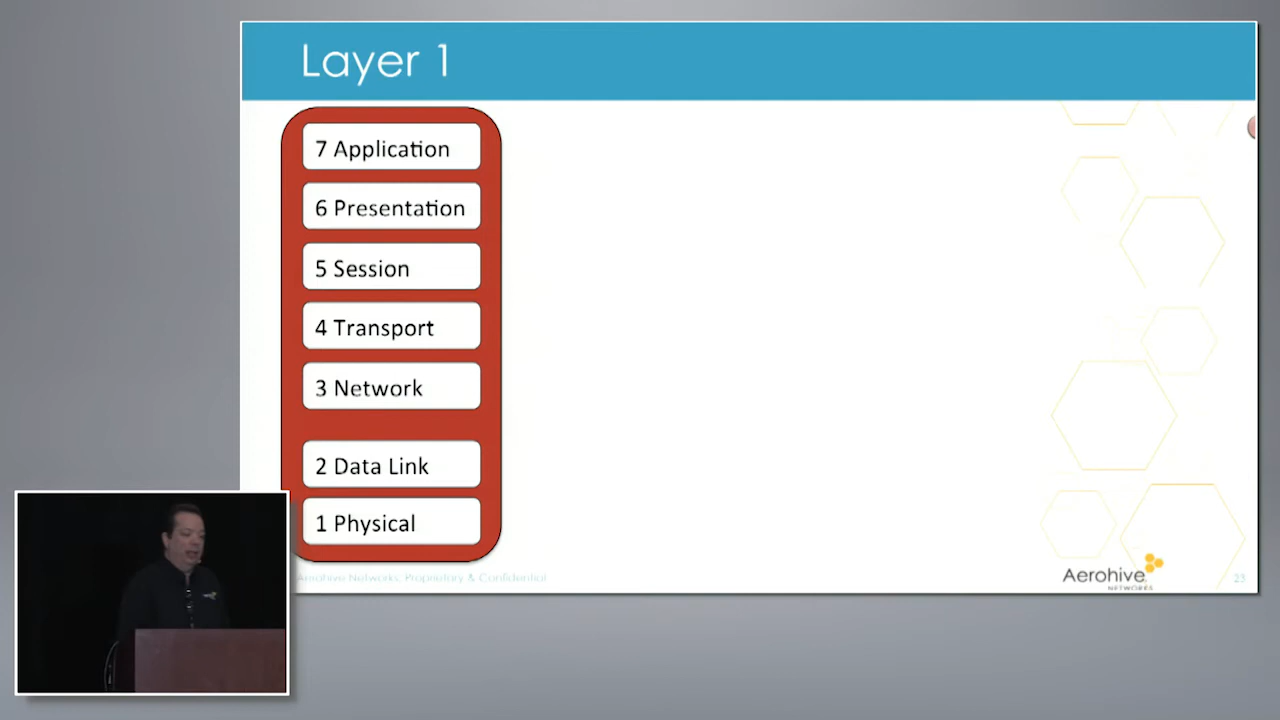 Layer 1
7 Application
6 Presentation
5 Session
4 Transport
3 Network
2 Data Link
1 Physical
Aerohive Networks. Proprietary & Confidential
Aerohive
NETWORKS
23